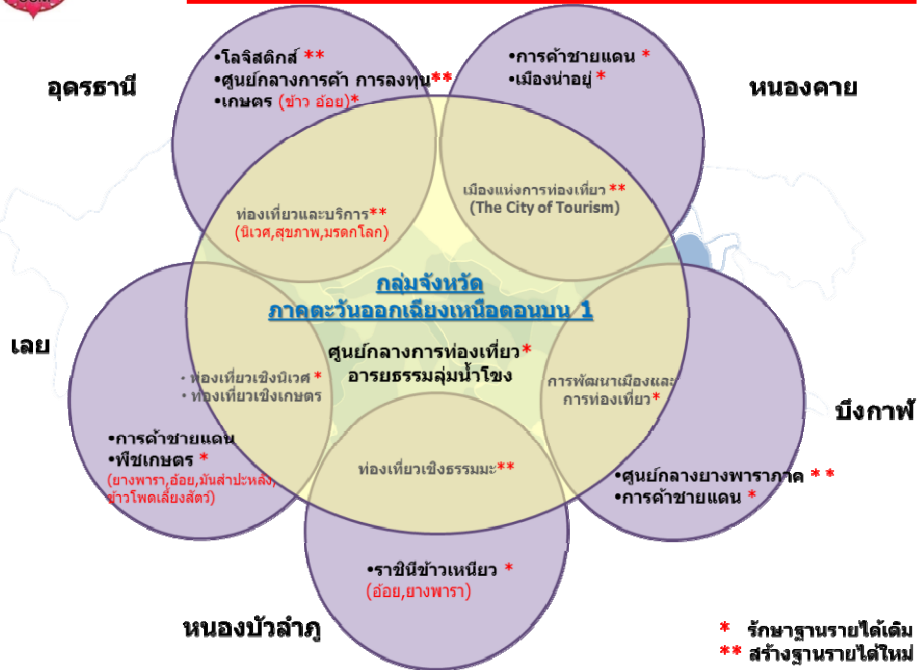 อุดรธานี
•โลจิสติกส์ **
•ศูนย์กลางการค้า การลงทุน**
•เกษตร (ข้าว อ้อย)*
ท่องเที่ยวและบริการ**
(นิเวศ,สุขภาพ,มรดกโลก)
•การค้าชายแดน *
•เมืองน่าอยู่ *
หนองคาย
เมืองแห่งการท่องเที่ยว **
(The City of Tourism)
กลุ่มจังหวัด
ภาคตะวันออกเฉียงเหนือตอนบน 1
ศูนย์กลางการท่องเที่ยว*
อารยธรรมลุ่มน้ำโขง
เลย
· ท่องเที่ยวเชิงนิเวศ *
· ท่องเที่ยวเชิงเกษตร
•การค้าชายแดน
•พืชเกษตร *
(ยางพารา,อ้อย,มันสำปะหลัง,
ข้าวโพดเลี้ยงสัตว์)
การพัฒนาเมืองและ
การท่องเที่ยว*
บึงกาฬ
•ศูนย์กลางยางพาราภาค **
•การค้าชายแดน *
ท่องเที่ยวเชิงธรรมมะ**
•ราชินีข้าวเหนียว *
(อ้อย,ยางพารา)
หนองบัวลำภู
* รักษาฐานรายได้เดิม
** สร้างฐานรายได้ใหม่